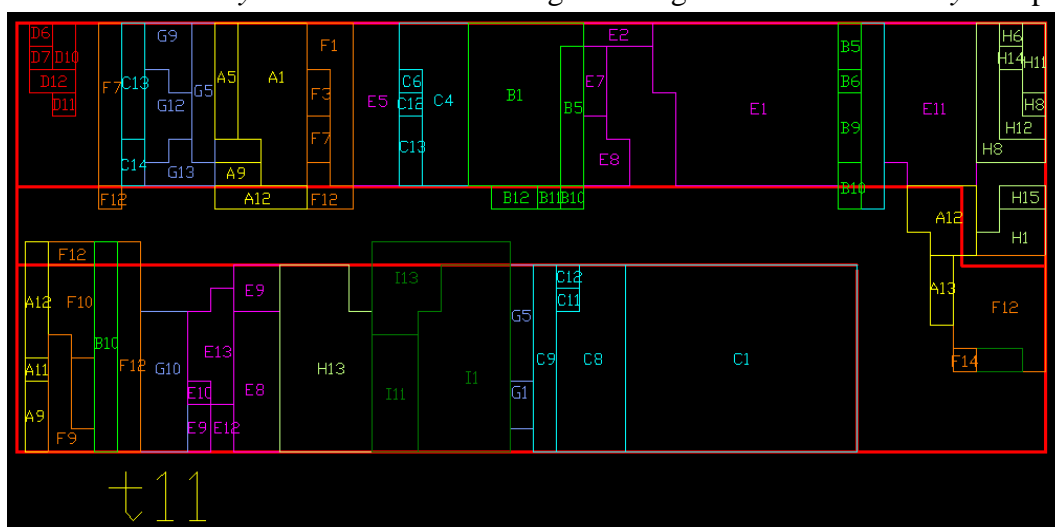 D6 G9 F1 E2 B5 H6
D7 D10 H14
D12 F7 C13 A5 A1 C6 E7 B6 H11
D11 G12 G5 F3 E5 C12 C4 B1 B5 E1 E11 H8
F7 C13 B9 H12
C14 G13 A9 E8 H8
F12 A12 F12 B12 B11 B10 B10 H15
A12 H1
F12
A12 F10 E9 I13 C12 A13
C11 G5 F12
B10 E13
A11 F12 G10 H13 E8 I1 C9 C8 C1 F14
E10 I11 G1
A9 F9 E9 E12
t11